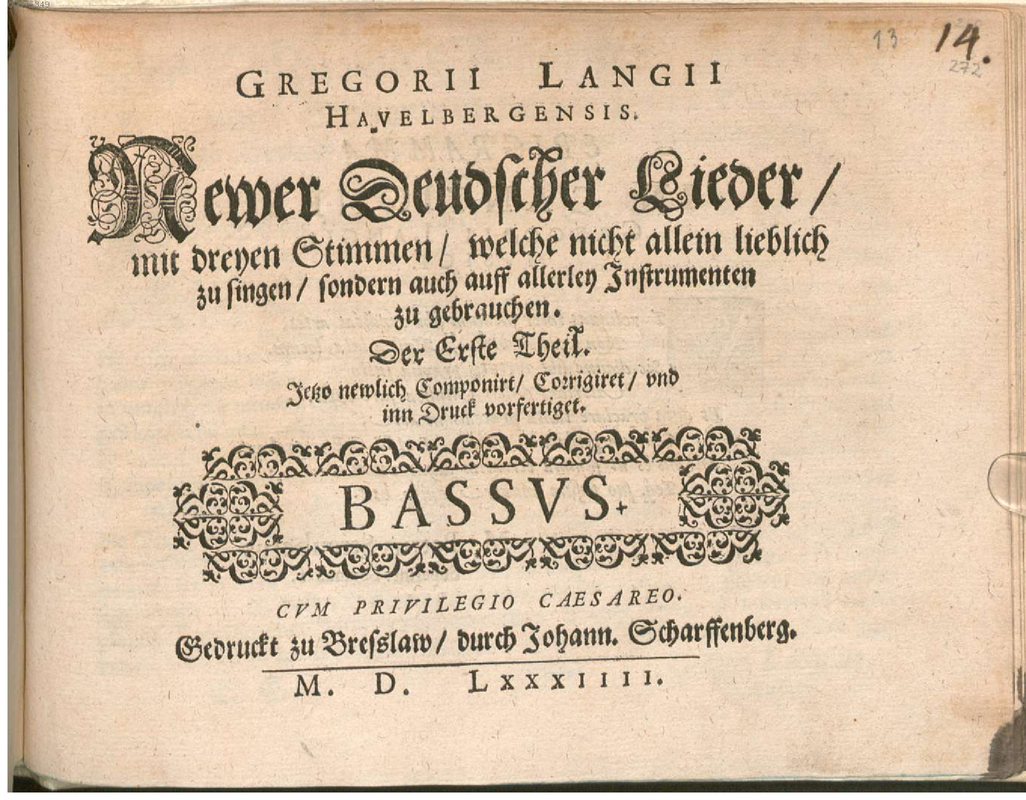 13
14.
272
GREGORII LANGII
HAVELBERGENSIS.
Newer Deudscher Lieder /
mit dreyen Stimmen / welche nicht allein lieblich
zu singen / sondern auch auff allerley Instrumenten
zu gebrauchen.
Der Erste Theil.
Jetzo newlich Componirt / Corrigiret / vnd
inn Druck vorfertiget.
BASSVS.
CVM PRIVILEGIO CAESAREO.
Gedruckt zu Bresslaw / durch Johann. Scharffenberg.
M. D. LXXXIIII.